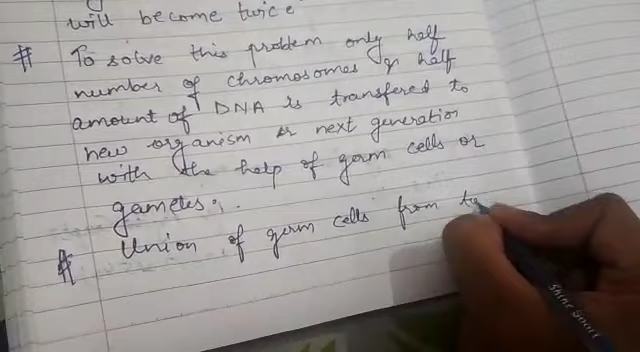 will become twice
# To solve this problem only half
number of chromosomes & half
amount of DNA is transfered to
new organism or next generation
with the help of germ cells or
gametes.
# Union of germ cells from